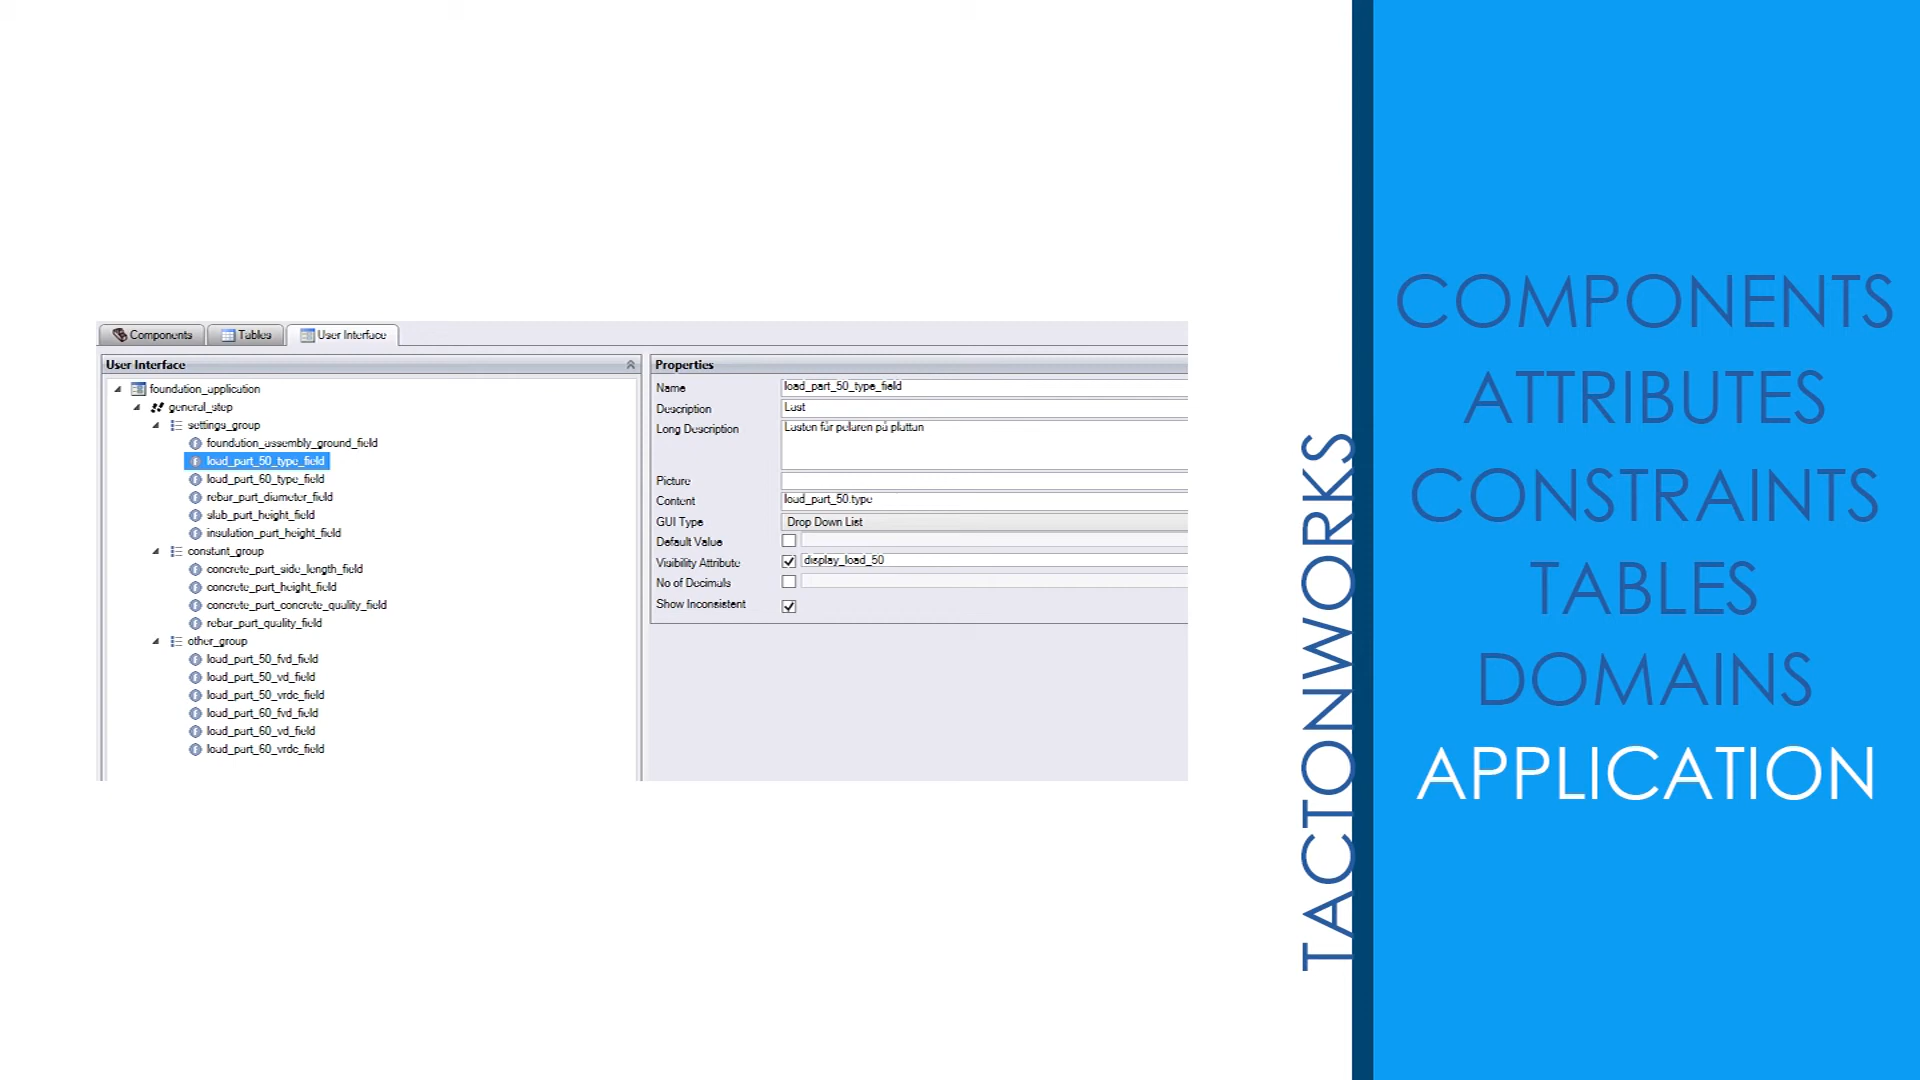 Components Tables User Interface
User Interface
foundation_application
general_step
settings_group
foundation_assembly_ground_field
load_part_50_type_field
load_part_60_type_field
rebar_part_diameter_field
slab_part_height_field
insulation_part_height_field
constant_group
concrete_part_side_length_field
concrete_part_height_field
concrete_part_concrete_quality_field
rebar_part_quality_field
other_group
load_part_50_fvd_field
load_part_50_vd_field
load_part_50_vrdc_field
load_part_60_fvd_field
load_part_60_vd_field
load_part_60_vrdc_field
Properties
Name load_part_50_type_field
Description Last
Long Description Lasten får pelaren på plattan
Picture
Content load_part_50.type
GUI Type Drop Down List
Default Value
Visibility Attribute display_load_50
No of Decimals
Show Inconsistent
TACTONWORKS
COMPONENTS
ATTRIBUTES
CONSTRAINTS
TABLES
DOMAINS
APPLICATION